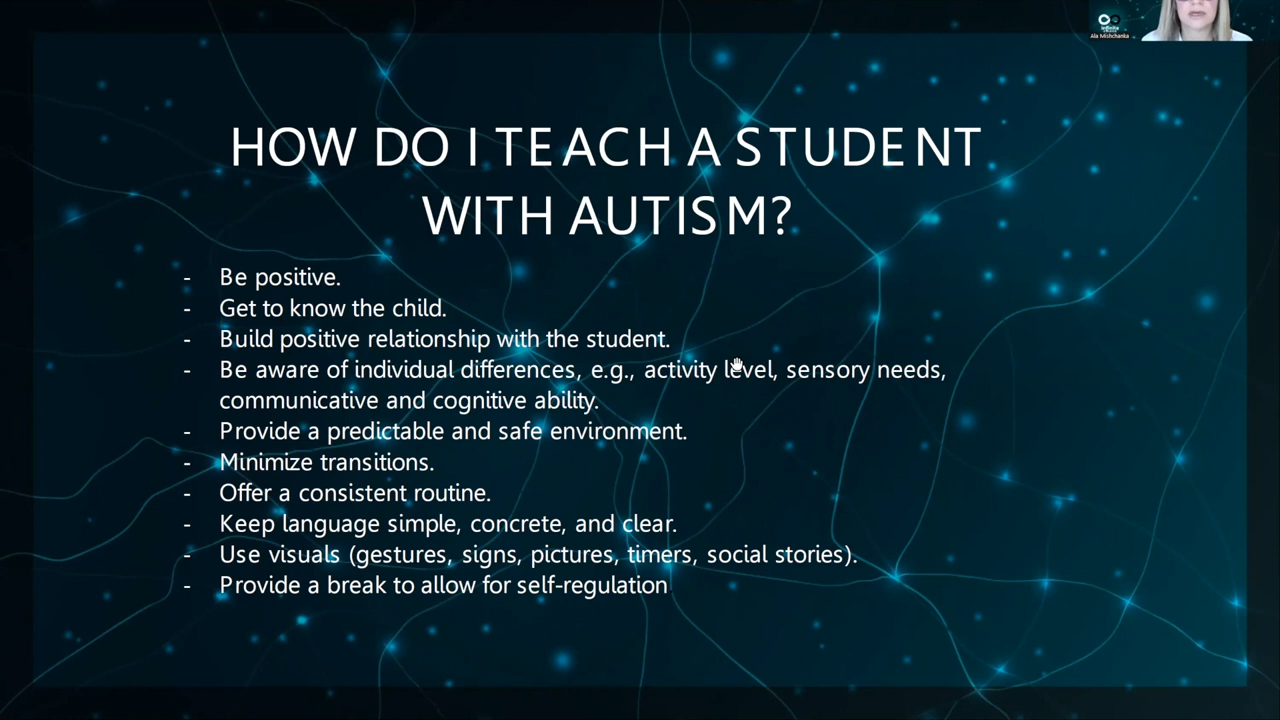 Infinite
Ala Mishchanka
HOW DO I TEACH A STUDENT
WITH AUTISM?
- Be positive.
- Get to know the child.
- Build positive relationship with the student.
- Be aware of individual differences, e.g., activity level, sensory needs,
communicative and cognitive ability.
- Provide a predictable and safe environment.
- Minimize transitions.
- Offer a consistent routine.
- Keep language simple, concrete, and clear.
- Use visuals (gestures, signs, pictures, timers, social stories).
- Provide a break to allow for self-regulation